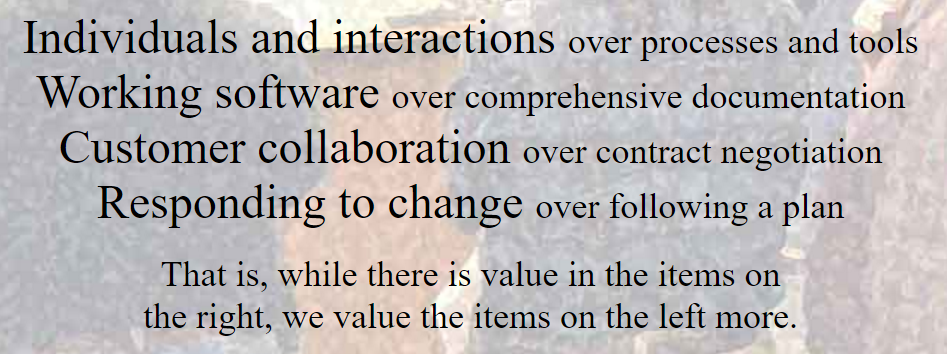 Individuals and interactions over processes and tools
Working software over comprehensive documentation
Customer collaboration over contract negotiation
Responding to change over following a plan
That is, while there is value in the items on
the right, we value the items on the left more.